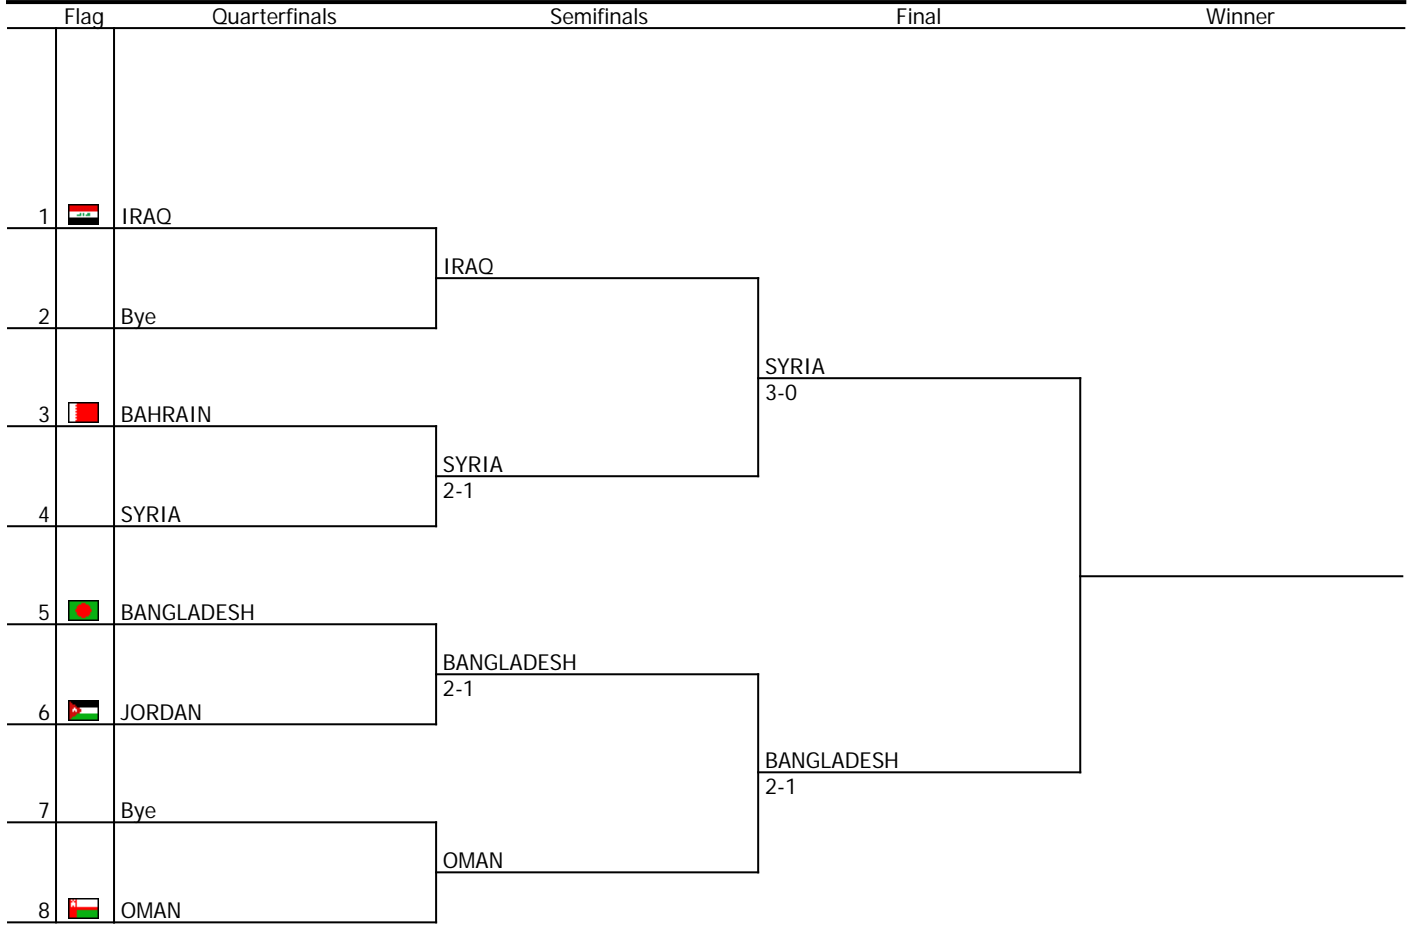 Flag Quarterfinals Semifinals Final Winner
1 IRAQ
IRAQ
2 Bye
SYRIA
3-0
3 BAHRAIN
SYRIA
2-1
4 SYRIA
5 BANGLADESH
BANGLADESH
2-1
6 JORDAN
BANGLADESH
2-1
7 Bye
OMAN
8 OMAN